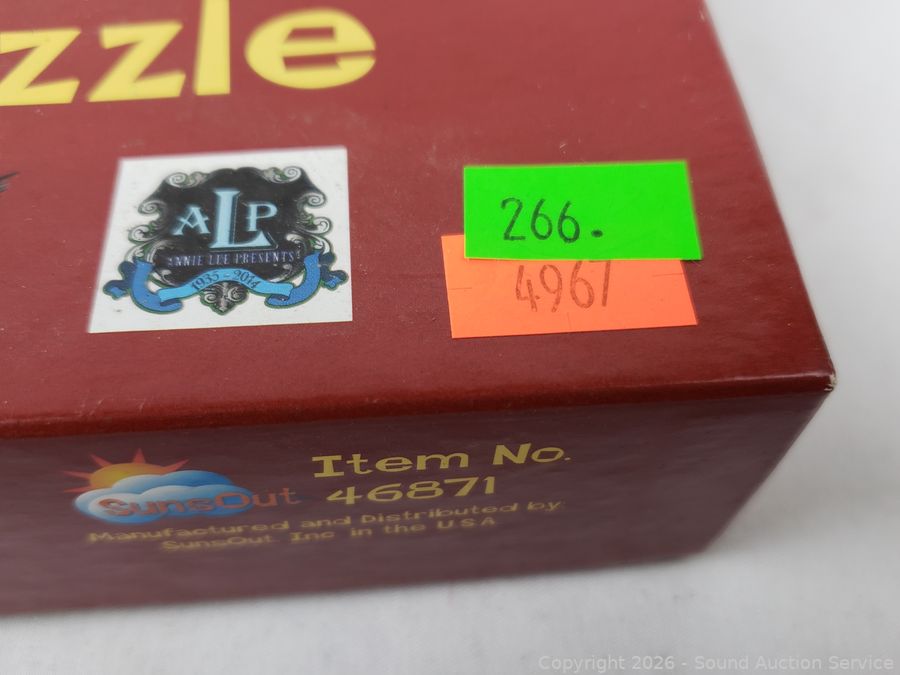 zzle
ALP
ANNIE LEE PRESENTS
1935 - 2014
266.
4967
SunsOut
Item No.
46871
Manufactured and Distributed by:
SunsOut Inc in the U S A
Copyright 2026 - Sound Auction Service